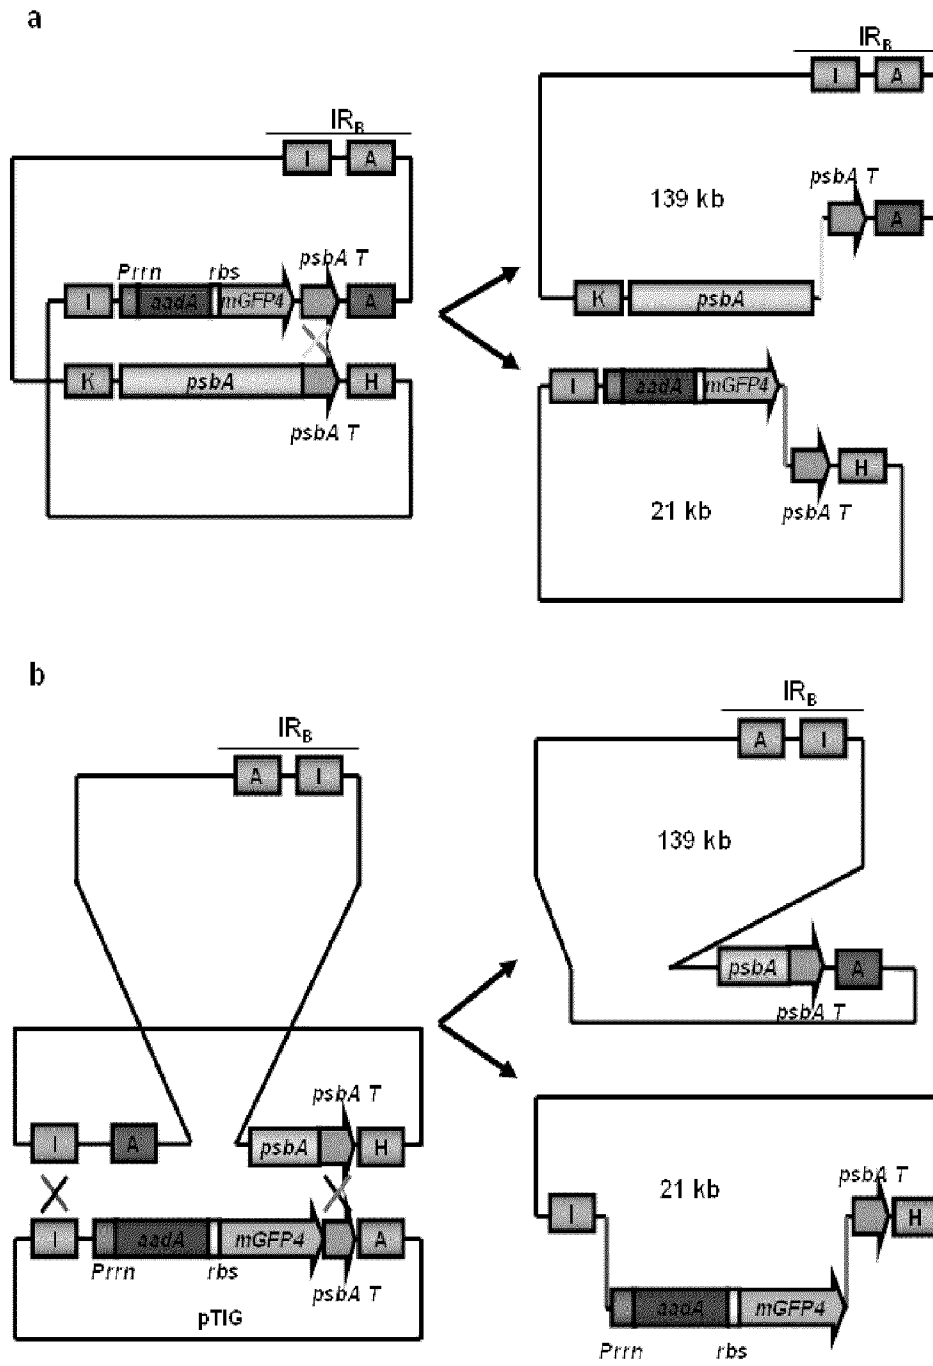 a
IR_B
I A
Prrn rbs psbA T
I aadA mGFP4 A
K psbA H
psbA T
IR_B
I A
139 kb
psbA T
A
K psbA
I aadA mGFP4
H
psbA T
21 kb
b
IR_B
A I
psbA T
I A psbA H
I aadA mGFP4 A
Prrn rbs psbA T
pTIG
IR_B
A I
139 kb
psbA A
psbA T
21 kb
psbA T
I H
aadA mGFP4
Prrn rbs